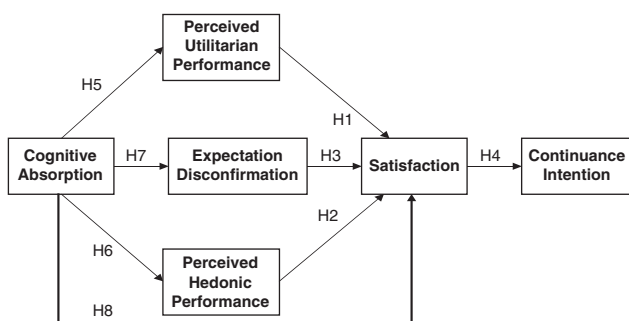 Perceived
Utilitarian
Performance
H5
H1
Cognitive
Absorption
H7
Expectation
Disconfirmation
H3
Satisfaction
H4
Continuance
Intention
H6
H2
Perceived
Hedonic
Performance
H8